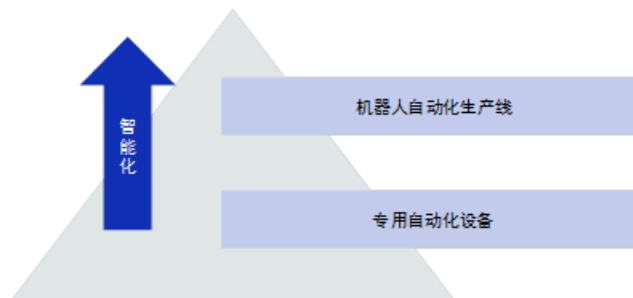 智能化
机器人自动化生产线
专用自动化设备